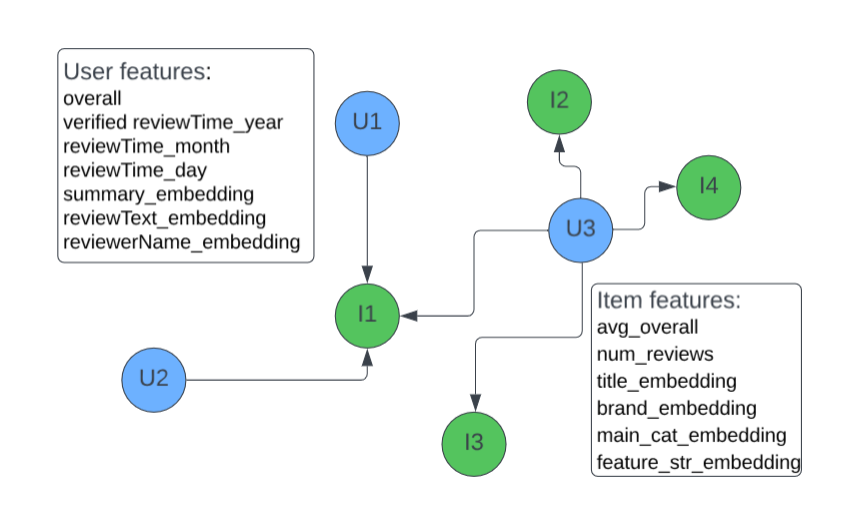 User features:
overall
verified reviewTime_year
reviewTime_month
reviewTime_day
summary_embedding
reviewText_embedding
reviewerName_embedding
U1
I2
I4
U3
I1
U2
I3
Item features:
avg_overall
num_reviews
title_embedding
brand_embedding
main_cat_embedding
feature_str_embedding